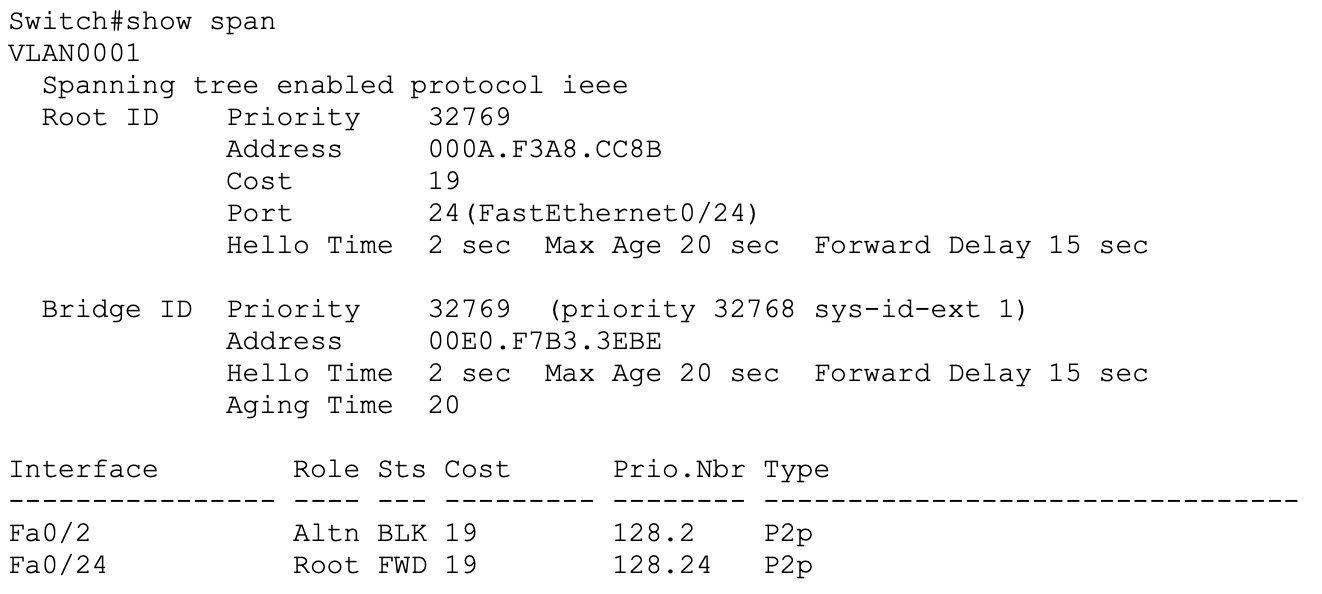 Switch#show span
VLAN0001
  Spanning tree enabled protocol ieee
  Root ID    Priority    32769
             Address     000A.F3A8.CC8B
             Cost        19
             Port        24(FastEthernet0/24)
             Hello Time  2 sec  Max Age 20 sec  Forward Delay 15 sec

  Bridge ID  Priority    32769  (priority 32768 sys-id-ext 1)
             Address     00E0.F7B3.3EBE
             Hello Time  2 sec  Max Age 20 sec  Forward Delay 15 sec
             Aging Time  20

Interface        Role Sts Cost      Prio.Nbr Type
---------------- ---- --- --------- -------- --------------------------------
Fa0/2            Altn BLK 19        128.2    P2p
Fa0/24           Root FWD 19        128.24   P2p